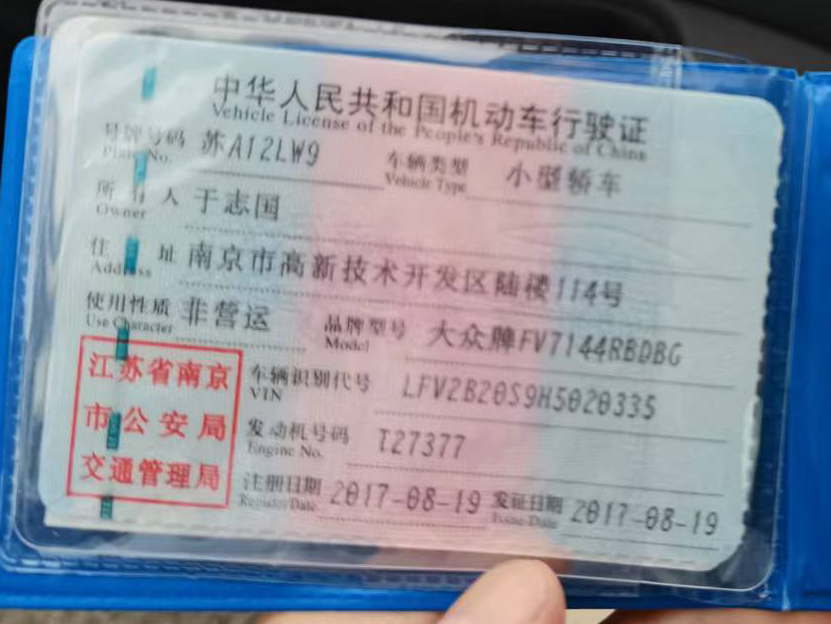 中华人民共和国机动车行驶证
Vehicle License of the People's Republic of China
号牌号码 苏A12LW9 车辆类型 小型轿车
Plate No. Vehicle Type
所有人 于志国
Owner
住址 南京市高新技术开发区陆楼114号
Address
使用性质 非营运 品牌型号 大众牌FV7144RBDBG
Use Character Model
江苏省南京
市公安局
交通管理局
车辆识别代号 LFV2B20S9H5020335
VIN
发动机号码 T27377
Engine No.
注册日期 2017-08-19 发证日期 2017-08-19
Register Date Issue Date